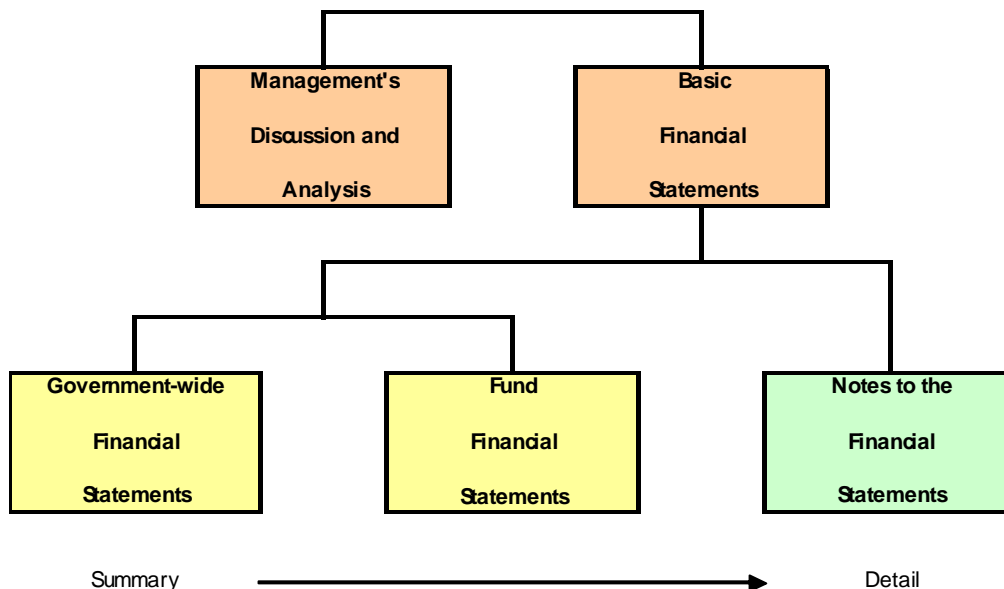 Management's
Discussion and
Analysis
Basic
Financial
Statements
Government-wide
Financial
Statements
Fund
Financial
Statements
Notes to the
Financial
Statements
Summary
Detail